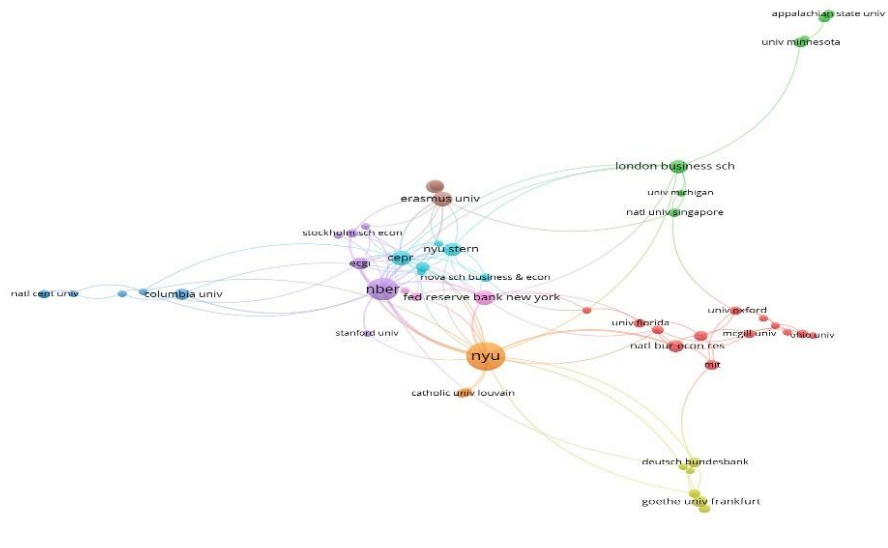 appalachian state univ
univ minnesota
london business sch
univ michigan
natl univ singapore
erasmus univ
stockholm sch econ
nyu stern
cepr
ecgi
nova sch business & econ
natl cent univ
columbia univ
nber
fed reserve bank new york
univ oxford
univ florida
stanford univ
mcgill univ
ohio univ
natl bur econ res
nyu
mit
catholic univ louvain
deutsch bundesbank
goethe univ frankfurt